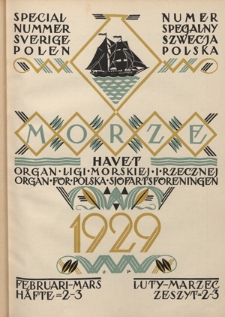 SPECIAL
NUMMER
SVERIGE
POLEN
NUMER
SPECJALNY
SZWECJA
POLSKA
MORZE
HAVET
ORGAN·LIGI·MORSKIEJ·I·RZECZNEJ
ORGAN·FÖR·POLSKA·SJÖFARTSFÖRENINGEN
1929
FEBRUARI-MARS
HÄFTE=2-3
LUTY-MARZEC
ZESZYT=2-3